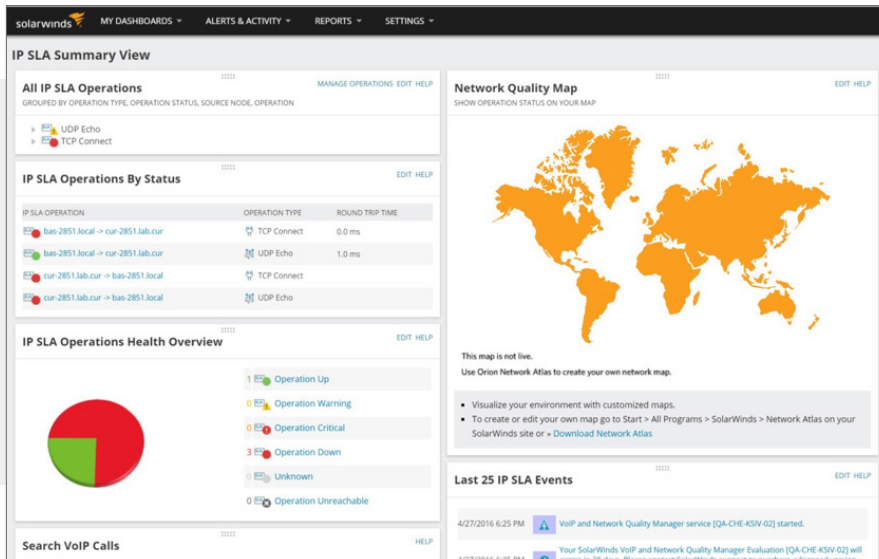 solarwinds MY DASHBOARDS ALERTS & ACTIVITY REPORTS SETTINGS
IP SLA Summary View
All IP SLA Operations MANAGE OPERATIONS EDIT HELP
GROUPED BY OPERATION TYPE, OPERATION STATUS, SOURCE NODE, OPERATION
UDP Echo
TCP Connect
IP SLA Operations By Status EDIT HELP
IP SLA OPERATION OPERATION TYPE ROUND TRIP TIME
bas-2851.local -> cur-2851.lab.cur TCP Connect 0.0 ms
bas-2851.local -> cur-2851.lab.cur UDP Echo 1.0 ms
cur-2851.lab.cur -> bas-2851.local TCP Connect
cur-2851.lab.cur -> bas-2851.local UDP Echo
IP SLA Operations Health Overview EDIT HELP
1 Operation Up
0 Operation Warning
0 Operation Critical
3 Operation Down
0 Unknown
0 Operation Unreachable
Search VoIP Calls HELP
Network Quality Map EDIT HELP
SHOW OPERATION STATUS ON YOUR MAP
This map is not live.
Use Orion Network Atlas to create your own network map.
Visualize your environment with customized maps.
To create or edit your own map go to Start > All Programs > SolarWinds > Network Atlas on your
SolarWinds site or » Download Network Atlas
Last 25 IP SLA Events EDIT HELP
4/27/2016 6:25 PM VoIP and Network Quality Manager service [QA-CHE-KSIV-02] started.
Your SolarWinds VoIP and Network Quality Manager Evaluation [QA-CHE-KSIV-02] will
4/27/2016 6:25 PM